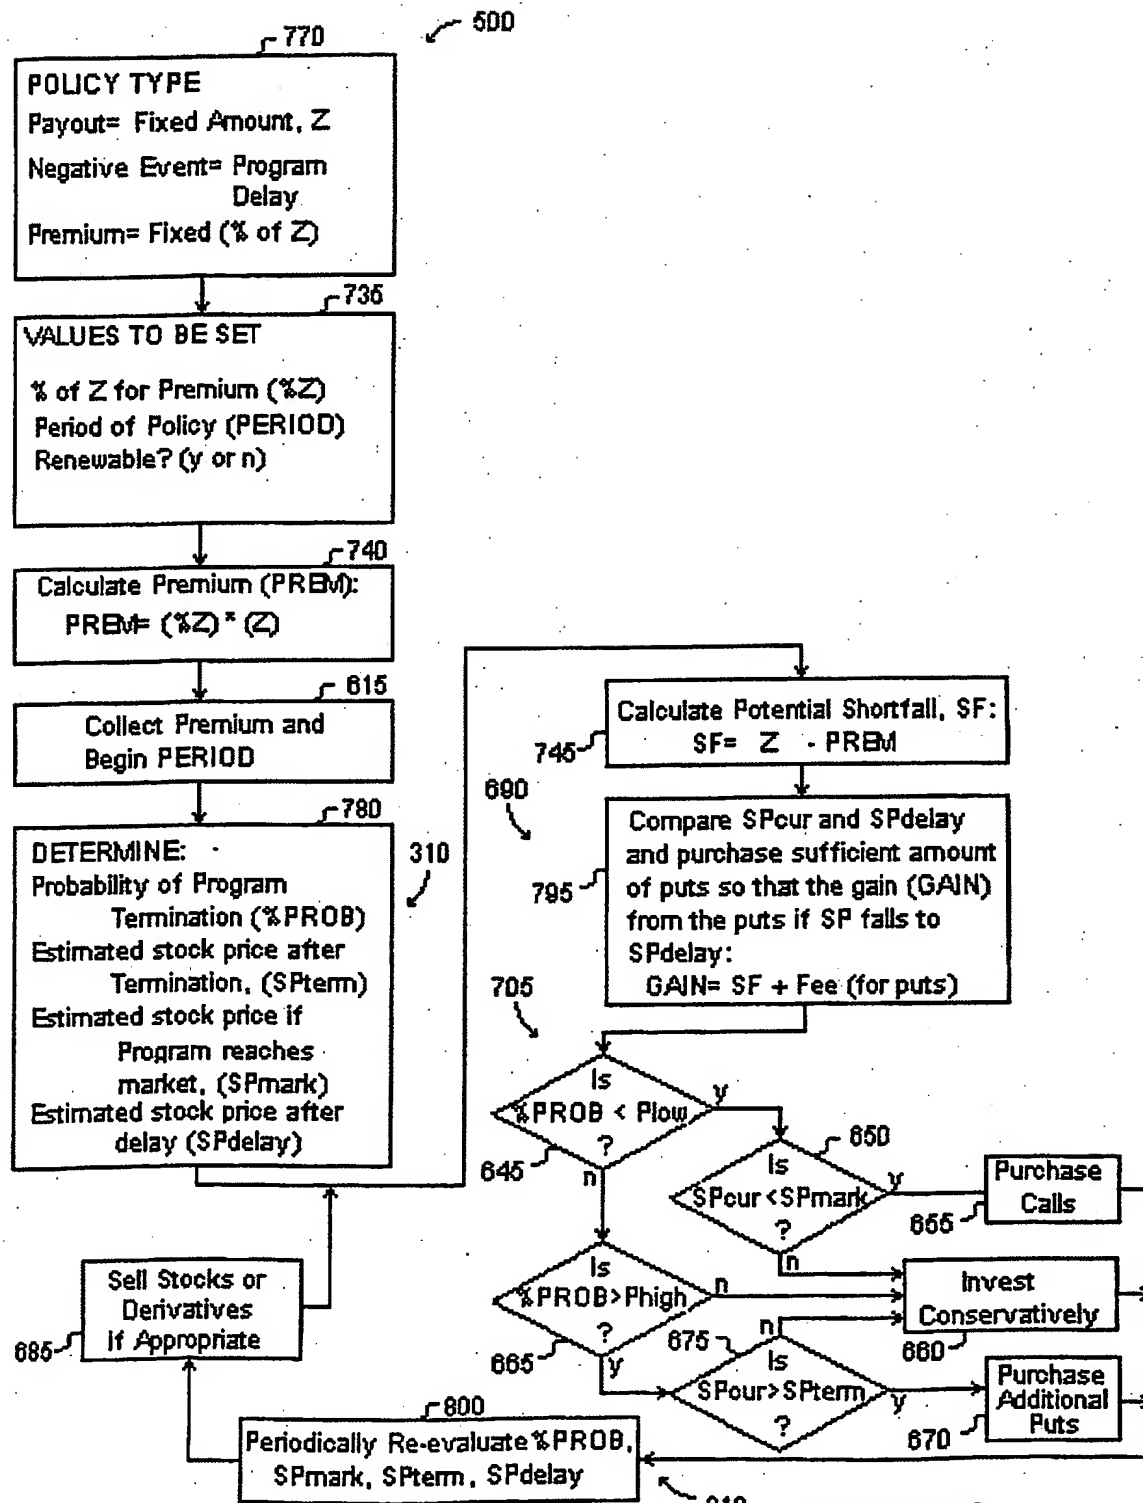 500
770
POLICY TYPE
Payout= Fixed Amount, Z
Negative Event= Program
Delay
Premium= Fixed (% of Z)
735
VALUES TO BE SET
% of Z for Premium (%Z)
Period of Policy (PERIOD)
Renewable? (y or n)
740
Calculate Premium (PREM):
PREM= (%Z) * (Z)
615
Collect Premium and
Begin PERIOD
780
DETERMINE:
Probability of Program
Termination (%PROB)
Estimated stock price after
Termination, (SPterm)
Estimated stock price if
Program reaches
market, (SPmark)
Estimated stock price after
delay (SPdelay)
310
Calculate Potential Shortfall, SF:
SF= Z - PREM
745
690
Compare SPcur and SPdelay
and purchase sufficient amount
of puts so that the gain (GAIN)
from the puts if SP falls to
SPdelay:
GAIN= SF + Fee (for puts)
795
705
Is
%PROB < Plow
?
y
n
645
650
Is
SPcur<SPmark
?
y
n
Purchase
Calls
655
Is
%PROB>Phigh
?
n
y
665
Invest
Conservatively
660
675
n
Is
SPcur>SPterm
?
y
Purchase
Additional
Puts
670
Sell Stocks or
Derivatives
if Appropriate
685
800
Periodically Re-evaluate %PROB,
SPmark, SPterm, SPdelay